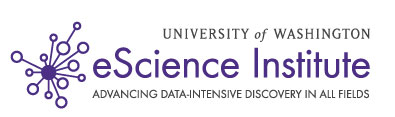 UNIVERSITY of WASHINGTON
eScience Institute
ADVANCING DATA-INTENSIVE DISCOVERY IN ALL FIELDS